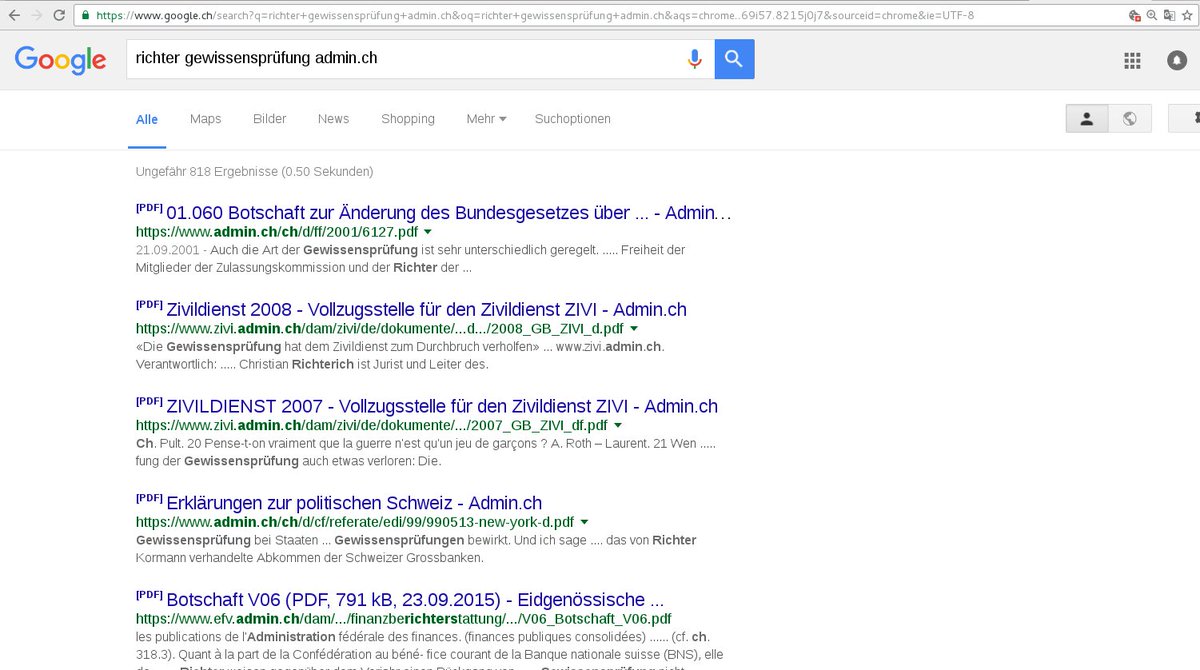 https://www.google.ch/search?q=richter+gewissensprüfung+admin.ch&oq=richter+gewissensprüfung+admin.ch&aqs=chrome..69i57.8215j0j7&sourceid=chrome&ie=UTF-8
Google
richter gewissensprüfung admin.ch
Alle Maps Bilder News Shopping Mehr Suchoptionen
Ungefähr 818 Ergebnisse (0.50 Sekunden)
[PDF] 01.060 Botschaft zur Änderung des Bundesgesetzes über ... - Admin…
https://www.admin.ch/ch/d/ff/2001/6127.pdf
21.09.2001 - Auch die Art der Gewissensprüfung ist sehr unterschiedlich geregelt. ..... Freiheit der
Mitglieder der Zulassungskommission und der Richter der ...
[PDF] Zivildienst 2008 - Vollzugsstelle für den Zivildienst ZIVI - Admin.ch
https://www.zivi.admin.ch/dam/zivi/de/dokumente/...d.../2008_GB_ZIVI_d.pdf
«Die Gewissensprüfung hat dem Zivildienst zum Durchbruch verholfen» ... www.zivi.admin.ch.
Verantwortlich: ..... Christian Richterich ist Jurist und Leiter des.
[PDF] ZIVILDIENST 2007 - Vollzugsstelle für den Zivildienst ZIVI - Admin.ch
https://www.zivi.admin.ch/dam/zivi/de/dokumente/.../2007_GB_ZIVI_df.pdf
Ch. Pult. 20 Pense-t-on vraiment que la guerre n'est qu'un jeu de garçons ? A. Roth – Laurent. 21 Wen .....
fung der Gewissensprüfung auch etwas verloren: Die.
[PDF] Erklärungen zur politischen Schweiz - Admin.ch
https://www.admin.ch/ch/d/cf/referate/edi/99/990513-new-york-d.pdf
Gewissensprüfung bei Staaten ... Gewissensprüfungen bewirkt. Und ich sage .... das von Richter
Kormann verhandelte Abkommen der Schweizer Grossbanken.
[PDF] Botschaft V06 (PDF, 791 kB, 23.09.2015) - Eidgenössische ...
https://www.efv.admin.ch/dam/.../finanzberichterstattung/.../V06_Botschaft_V06.pdf
les publications de l'Administration fédérale des finances. (finances publiques consolidées) ...... (cf. ch.
318.3). Quant à la part de la Confédération au béné- fice courant de la Banque nationale suisse (BNS), elle